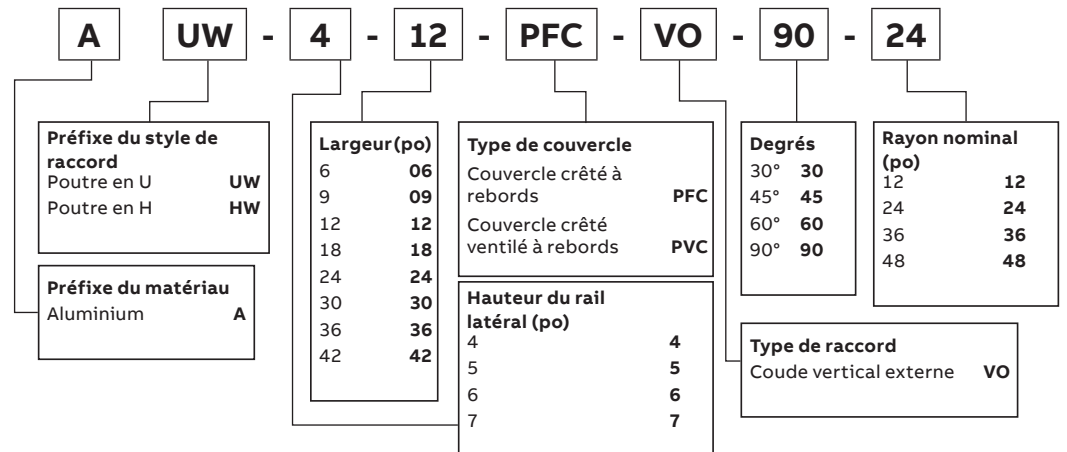 A UW - 4 - 12 - PFC - VO - 90 - 24
Préfixe du style de
raccord
Poutre en U UW
Poutre en H HW
Préfixe du matériau
Aluminium A
Largeur (po)
6 06
9 09
12 12
18 18
24 24
30 30
36 36
42 42
Type de couvercle
Couvercle crêté à
rebords PFC
Couvercle crêté
ventilé à rebords PVC
Hauteur du rail
latéral (po)
4 4
5 5
6 6
7 7
Degrés
30° 30
45° 45
60° 60
90° 90
Rayon nominal
(po)
12 12
24 24
36 36
48 48
Type de raccord
Coude vertical externe VO